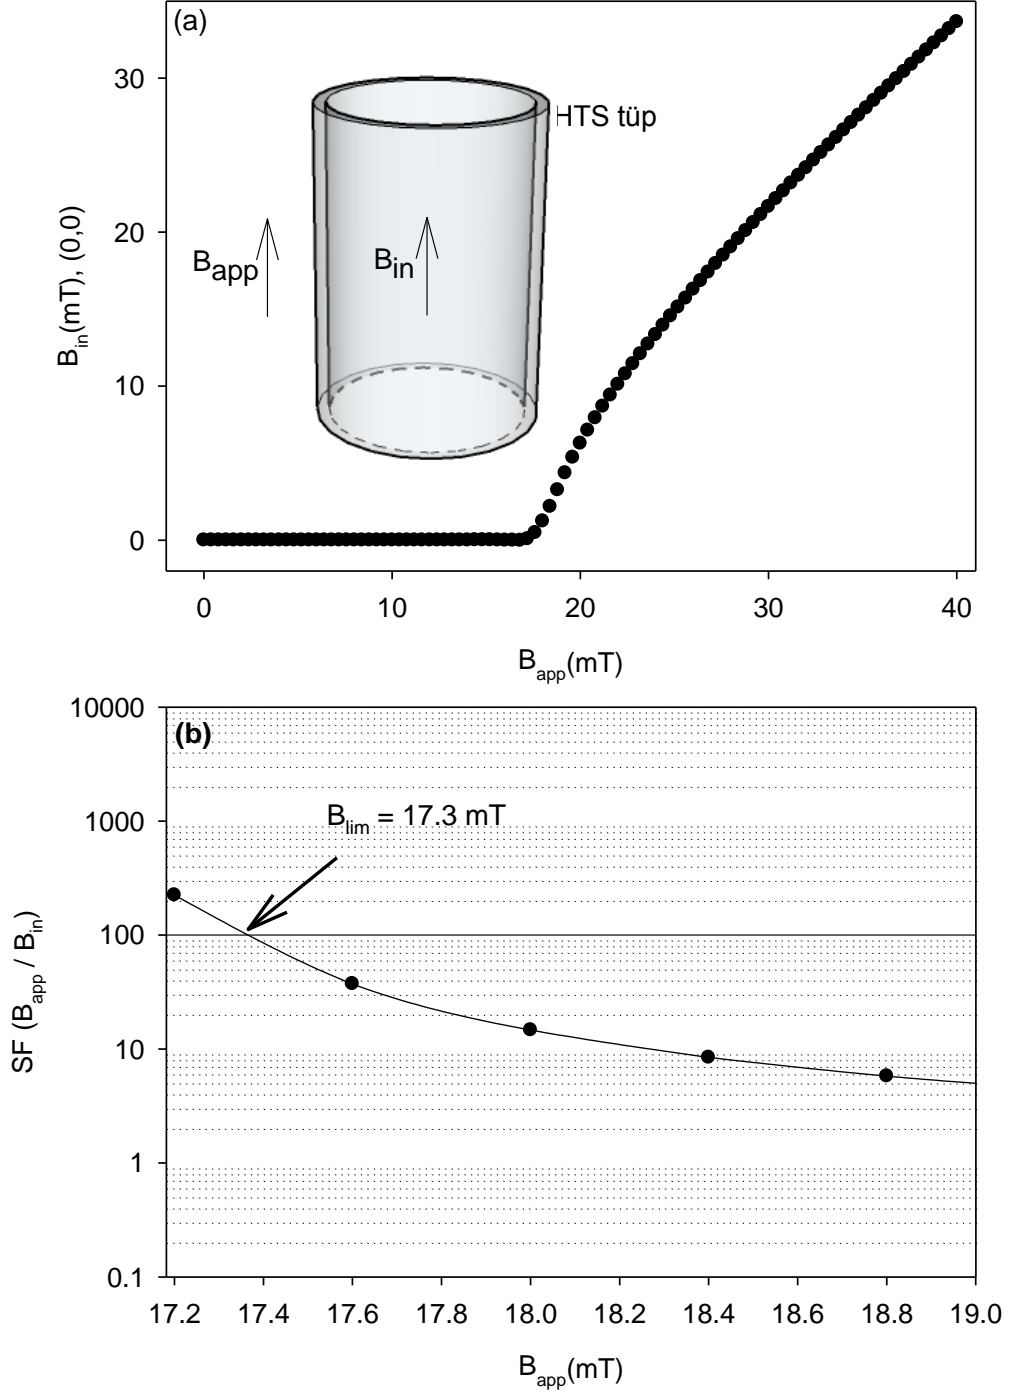 (a)
30
20
10
0
B_in(mT), (0,0)
HTS tüp
B_app
B_in
0 10 20 30 40
B_app(mT)
(b)
10000
1000
100
10
1
0.1
SF (B_app / B_in)
B_lim = 17.3 mT
17.2 17.4 17.6 17.8 18.0 18.2 18.4 18.6 18.8 19.0
B_app(mT)